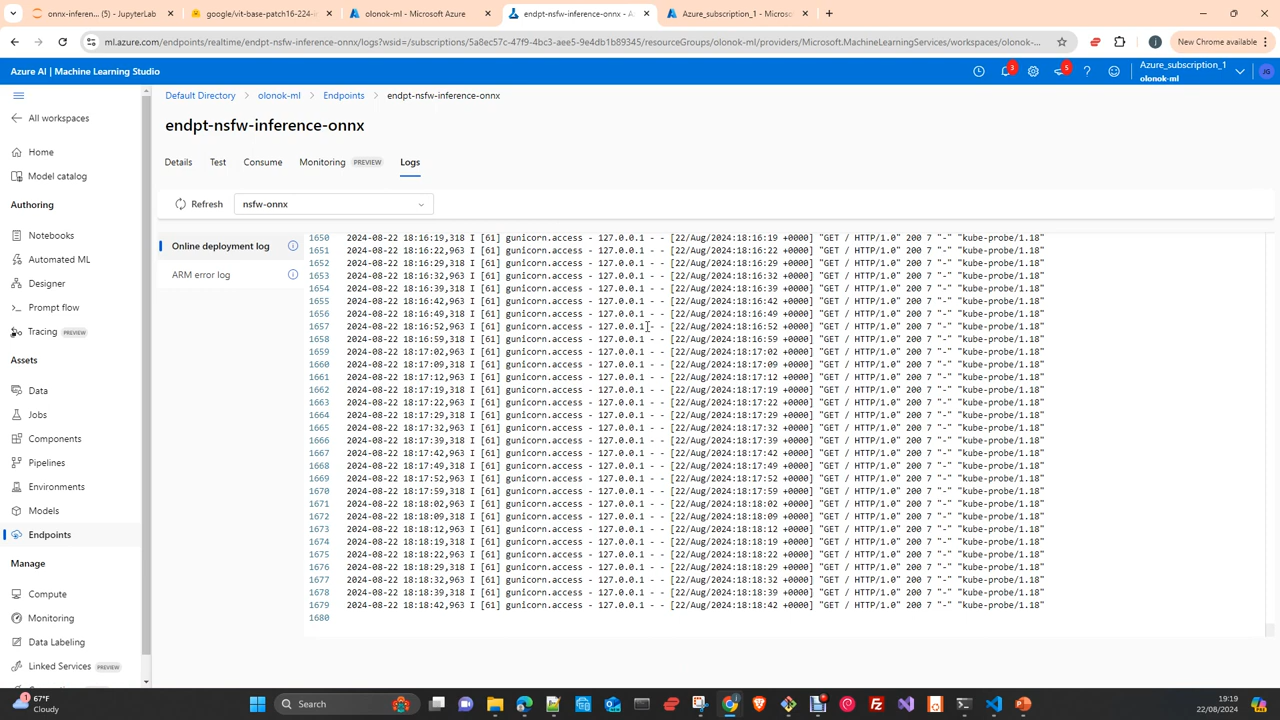 onnx-inferen... (5) - JupyterLab
google/vit-base-patch16-224-in
olonok-ml - Microsoft Azure
endpt-nsfw-inference-onnx - A
Azure_subscription_1 - Microsof
ml.azure.com/endpoints/realtime/endpt-nsfw-inference-onnx/logs?wsid=/subscriptions/5a8ec57c-47f9-4bc3-aee5-9e4db1b89345/resourceGroups/olonok-ml/providers/Microsoft.MachineLearningServices/workspaces/olonok-...
New Chrome available
Azure AI | Machine Learning Studio
3
5
Azure_subscription_1
olonok-ml
JG
All workspaces
Home
Model catalog
Authoring
Notebooks
Automated ML
Designer
Prompt flow
Tracing PREVIEW
Assets
Data
Jobs
Components
Pipelines
Environments
Models
Endpoints
Manage
Compute
Monitoring
Data Labeling
Linked Services PREVIEW
Default Directory > olonok-ml > Endpoints > endpt-nsfw-inference-onnx
endpt-nsfw-inference-onnx
Details Test Consume Monitoring PREVIEW Logs
Refresh nsfw-onnx
Online deployment log
ARM error log
1650 2024-08-22 18:16:19,318 I [61] gunicorn.access - 127.0.0.1 - - [22/Aug/2024:18:16:19 +0000] "GET / HTTP/1.0" 200 7 "-" "kube-probe/1.18"
1651 2024-08-22 18:16:22,963 I [61] gunicorn.access - 127.0.0.1 - - [22/Aug/2024:18:16:22 +0000] "GET / HTTP/1.0" 200 7 "-" "kube-probe/1.18"
1652 2024-08-22 18:16:29,318 I [61] gunicorn.access - 127.0.0.1 - - [22/Aug/2024:18:16:29 +0000] "GET / HTTP/1.0" 200 7 "-" "kube-probe/1.18"
1653 2024-08-22 18:16:32,963 I [61] gunicorn.access - 127.0.0.1 - - [22/Aug/2024:18:16:32 +0000] "GET / HTTP/1.0" 200 7 "-" "kube-probe/1.18"
1654 2024-08-22 18:16:39,318 I [61] gunicorn.access - 127.0.0.1 - - [22/Aug/2024:18:16:39 +0000] "GET / HTTP/1.0" 200 7 "-" "kube-probe/1.18"
1655 2024-08-22 18:16:42,963 I [61] gunicorn.access - 127.0.0.1 - - [22/Aug/2024:18:16:42 +0000] "GET / HTTP/1.0" 200 7 "-" "kube-probe/1.18"
1656 2024-08-22 18:16:49,318 I [61] gunicorn.access - 127.0.0.1 - - [22/Aug/2024:18:16:49 +0000] "GET / HTTP/1.0" 200 7 "-" "kube-probe/1.18"
1657 2024-08-22 18:16:52,963 I [61] gunicorn.access - 127.0.0.1 - - [22/Aug/2024:18:16:52 +0000] "GET / HTTP/1.0" 200 7 "-" "kube-probe/1.18"
1658 2024-08-22 18:16:59,318 I [61] gunicorn.access - 127.0.0.1 - - [22/Aug/2024:18:16:59 +0000] "GET / HTTP/1.0" 200 7 "-" "kube-probe/1.18"
1659 2024-08-22 18:17:02,963 I [61] gunicorn.access - 127.0.0.1 - - [22/Aug/2024:18:17:02 +0000] "GET / HTTP/1.0" 200 7 "-" "kube-probe/1.18"
1660 2024-08-22 18:17:09,318 I [61] gunicorn.access - 127.0.0.1 - - [22/Aug/2024:18:17:09 +0000] "GET / HTTP/1.0" 200 7 "-" "kube-probe/1.18"
1661 2024-08-22 18:17:12,963 I [61] gunicorn.access - 127.0.0.1 - - [22/Aug/2024:18:17:12 +0000] "GET / HTTP/1.0" 200 7 "-" "kube-probe/1.18"
1662 2024-08-22 18:17:19,318 I [61] gunicorn.access - 127.0.0.1 - - [22/Aug/2024:18:17:19 +0000] "GET / HTTP/1.0" 200 7 "-" "kube-probe/1.18"
1663 2024-08-22 18:17:22,963 I [61] gunicorn.access - 127.0.0.1 - - [22/Aug/2024:18:17:22 +0000] "GET / HTTP/1.0" 200 7 "-" "kube-probe/1.18"
1664 2024-08-22 18:17:29,318 I [61] gunicorn.access - 127.0.0.1 - - [22/Aug/2024:18:17:29 +0000] "GET / HTTP/1.0" 200 7 "-" "kube-probe/1.18"
1665 2024-08-22 18:17:32,963 I [61] gunicorn.access - 127.0.0.1 - - [22/Aug/2024:18:17:32 +0000] "GET / HTTP/1.0" 200 7 "-" "kube-probe/1.18"
1666 2024-08-22 18:17:39,318 I [61] gunicorn.access - 127.0.0.1 - - [22/Aug/2024:18:17:39 +0000] "GET / HTTP/1.0" 200 7 "-" "kube-probe/1.18"
1667 2024-08-22 18:17:42,963 I [61] gunicorn.access - 127.0.0.1 - - [22/Aug/2024:18:17:42 +0000] "GET / HTTP/1.0" 200 7 "-" "kube-probe/1.18"
1668 2024-08-22 18:17:49,318 I [61] gunicorn.access - 127.0.0.1 - - [22/Aug/2024:18:17:49 +0000] "GET / HTTP/1.0" 200 7 "-" "kube-probe/1.18"
1669 2024-08-22 18:17:52,963 I [61] gunicorn.access - 127.0.0.1 - - [22/Aug/2024:18:17:52 +0000] "GET / HTTP/1.0" 200 7 "-" "kube-probe/1.18"
1670 2024-08-22 18:17:59,318 I [61] gunicorn.access - 127.0.0.1 - - [22/Aug/2024:18:17:59 +0000] "GET / HTTP/1.0" 200 7 "-" "kube-probe/1.18"
1671 2024-08-22 18:18:02,963 I [61] gunicorn.access - 127.0.0.1 - - [22/Aug/2024:18:18:02 +0000] "GET / HTTP/1.0" 200 7 "-" "kube-probe/1.18"
1672 2024-08-22 18:18:09,318 I [61] gunicorn.access - 127.0.0.1 - - [22/Aug/2024:18:18:09 +0000] "GET / HTTP/1.0" 200 7 "-" "kube-probe/1.18"
1673 2024-08-22 18:18:12,963 I [61] gunicorn.access - 127.0.0.1 - - [22/Aug/2024:18:18:12 +0000] "GET / HTTP/1.0" 200 7 "-" "kube-probe/1.18"
1674 2024-08-22 18:18:19,318 I [61] gunicorn.access - 127.0.0.1 - - [22/Aug/2024:18:18:19 +0000] "GET / HTTP/1.0" 200 7 "-" "kube-probe/1.18"
1675 2024-08-22 18:18:22,963 I [61] gunicorn.access - 127.0.0.1 - - [22/Aug/2024:18:18:22 +0000] "GET / HTTP/1.0" 200 7 "-" "kube-probe/1.18"
1676 2024-08-22 18:18:29,318 I [61] gunicorn.access - 127.0.0.1 - - [22/Aug/2024:18:18:29 +0000] "GET / HTTP/1.0" 200 7 "-" "kube-probe/1.18"
1677 2024-08-22 18:18:32,963 I [61] gunicorn.access - 127.0.0.1 - - [22/Aug/2024:18:18:32 +0000] "GET / HTTP/1.0" 200 7 "-" "kube-probe/1.18"
1678 2024-08-22 18:18:39,318 I [61] gunicorn.access - 127.0.0.1 - - [22/Aug/2024:18:18:39 +0000] "GET / HTTP/1.0" 200 7 "-" "kube-probe/1.18"
1679 2024-08-22 18:18:42,963 I [61] gunicorn.access - 127.0.0.1 - - [22/Aug/2024:18:18:42 +0000] "GET / HTTP/1.0" 200 7 "-" "kube-probe/1.18"
1680
1
67°F
Cloudy
Search
19:19
22/08/2024